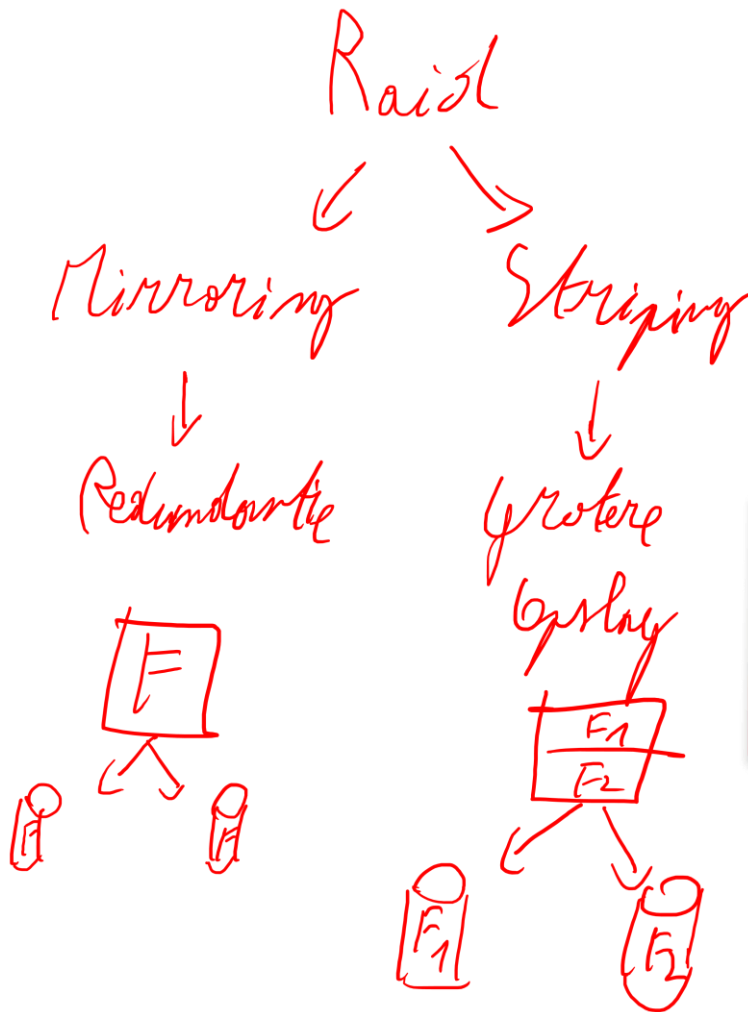 Raid
Mirroring
Striping
Redundantie
Grotere
Opslag
F
F1
F2
F
F
F1
F2